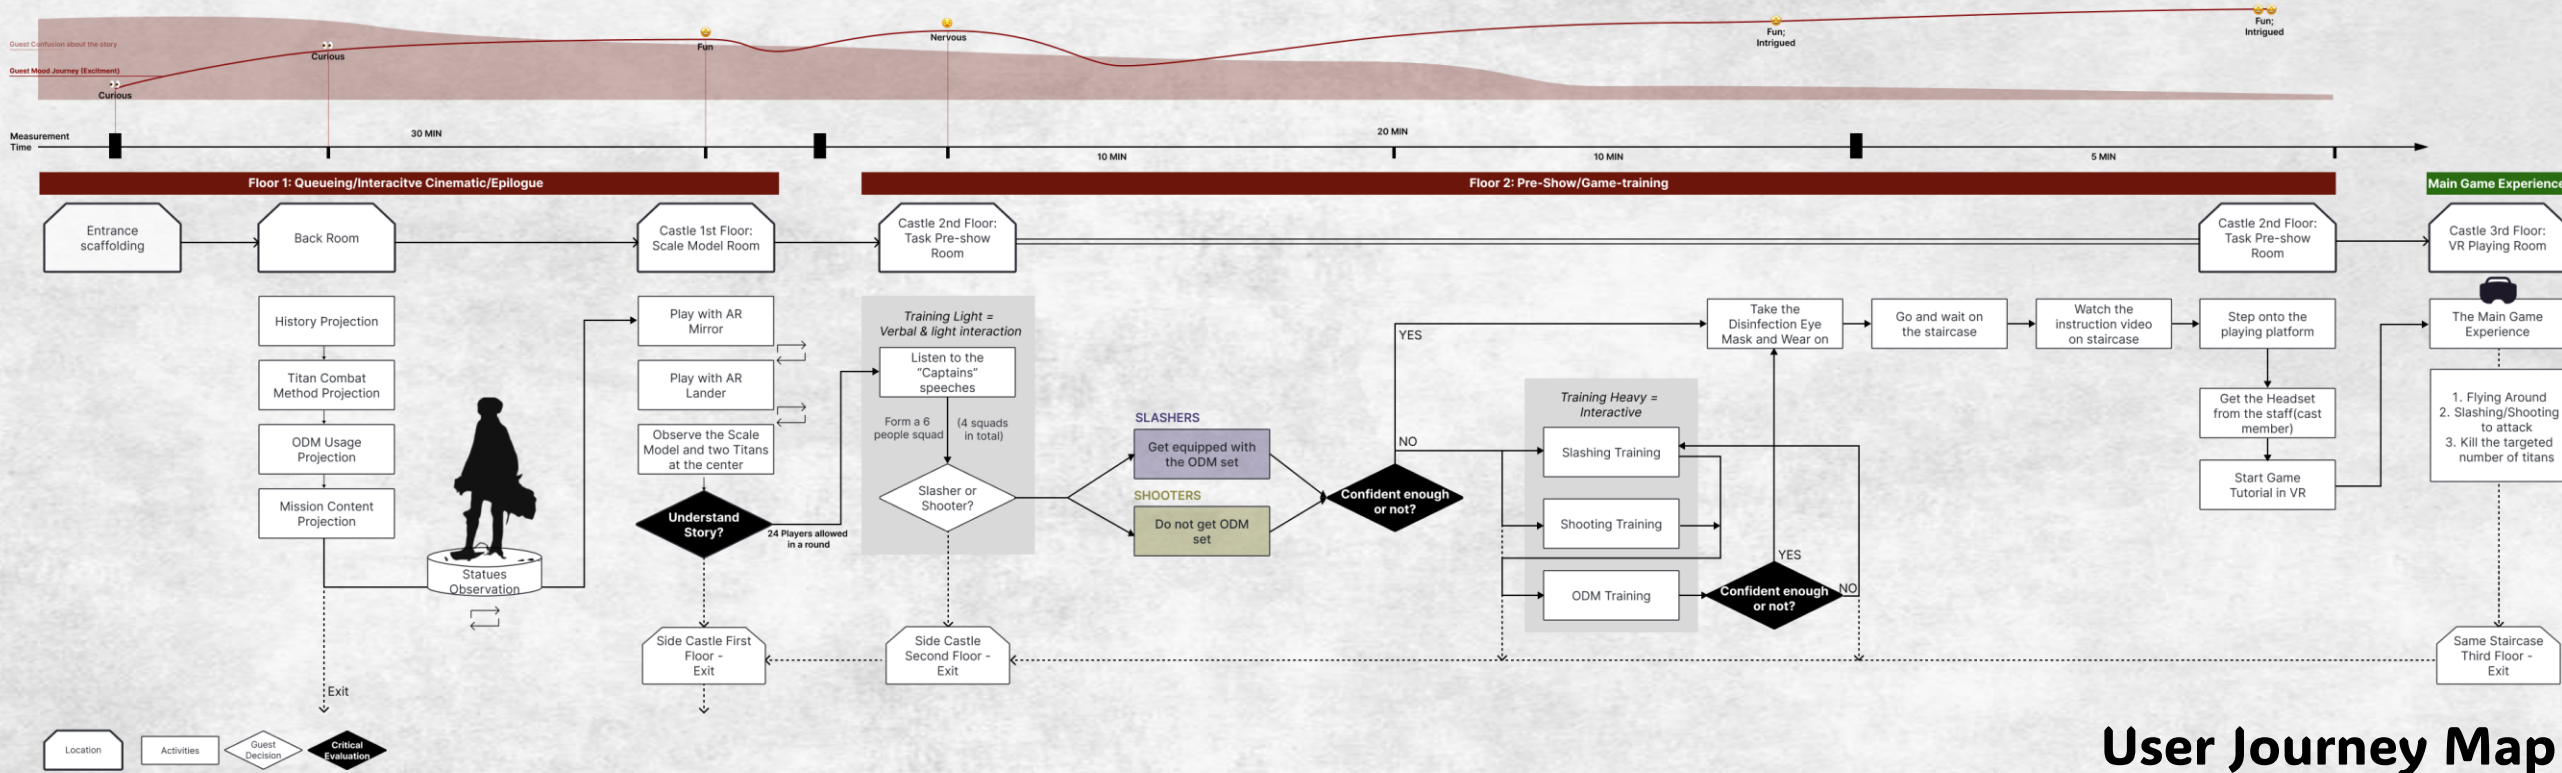 Guest Confusion about the story
Guest Mood Journey (Excitment)
Curious
Curious
Fun
Nervous
Fun;
Intrigued
Fun;
Intrigued
Measurement
Time
30 MIN
10 MIN
20 MIN
10 MIN
5 MIN
Floor 1: Queueing/Interacitve Cinematic/Epilogue
Floor 2: Pre-Show/Game-training
Main Game Experience
Entrance
scaffolding
Back Room
Castle 1st Floor:
Scale Model Room
Castle 2nd Floor:
Task Pre-show
Room
Castle 2nd Floor:
Task Pre-show
Room
Castle 3rd Floor:
VR Playing Room
History Projection
Titan Combat
Method Projection
ODM Usage
Projection
Mission Content
Projection
Exit
Statues
Observation
Play with AR
Mirror
Play with AR
Lander
Observe the Scale
Model and two Titans
at the center
Understand
Story?
24 Players allowed
in a round
Side Castle First
Floor -
Exit
Training Light =
Verbal & light interaction
Listen to the
“Captains”
speeches
Form a 6
people squad
(4 squads
in total)
Slasher or
Shooter?
Side Castle
Second Floor -
Exit
SLASHERS
Get equipped with
the ODM set
SHOOTERS
Do not get ODM
set
Confident enough
or not?
YES
NO
Training Heavy =
Interactive
Slashing Training
Shooting Training
ODM Training
Confident enough
or not?
YES
NO
Take the
Disinfection Eye
Mask and Wear on
Go and wait on
the staircase
Watch the
instruction video
on staircase
Step onto the
playing platform
Get the Headset
from the staff(cast
member)
Start Game
Tutorial in VR
The Main Game
Experience
1. Flying Around
2. Slashing/Shooting
to attack
3. Kill the targeted
number of titans
Same Staircase
Third Floor -
Exit
Location
Activities
Guest
Decision
Critical
Evaluation
User Journey Map